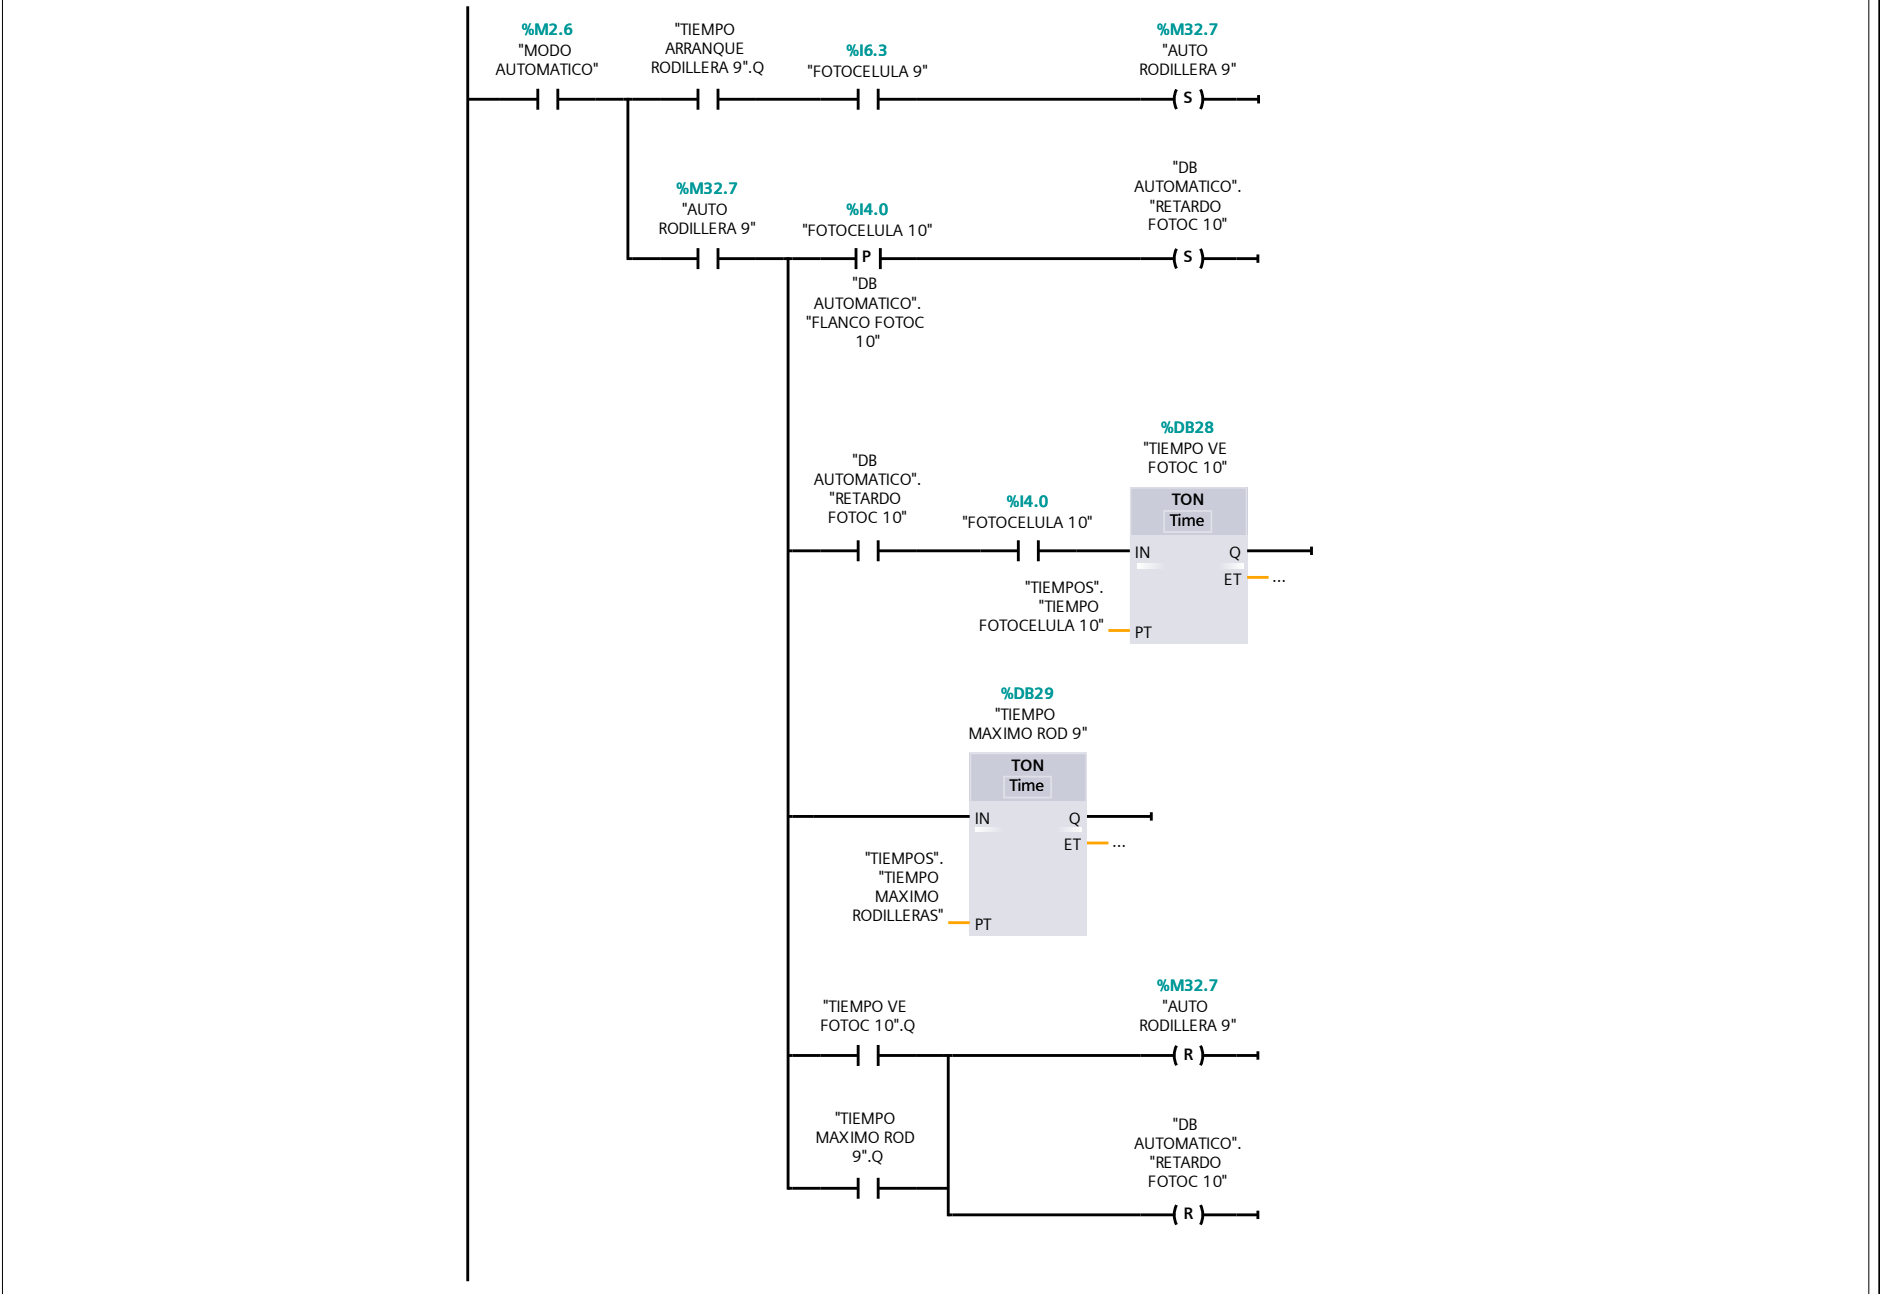 %M2.6
"MODO
AUTOMATICO"
"TIEMPO
ARRANQUE
RODILLERA 9".Q
%I6.3
"FOTOCELULA 9"
%M32.7
"AUTO
RODILLERA 9"
S
%M32.7
"AUTO
RODILLERA 9"
%I4.0
"FOTOCELULA 10"
P
"DB
AUTOMATICO".
"FLANCO FOTOC
10"
"DB
AUTOMATICO".
"RETARDO
FOTOC 10"
S
"DB
AUTOMATICO".
"RETARDO
FOTOC 10"
%I4.0
"FOTOCELULA 10"
%DB28
"TIEMPO VE
FOTOC 10"
TON
Time
IN
Q
ET
...
"TIEMPOS".
"TIEMPO
FOTOCELULA 10"
PT
%DB29
"TIEMPO
MAXIMO ROD 9"
TON
Time
IN
Q
ET
...
"TIEMPOS".
"TIEMPO
MAXIMO
RODILLERAS"
PT
"TIEMPO VE
FOTOC 10".Q
%M32.7
"AUTO
RODILLERA 9"
R
"TIEMPO
MAXIMO ROD
9".Q
"DB
AUTOMATICO".
"RETARDO
FOTOC 10"
R